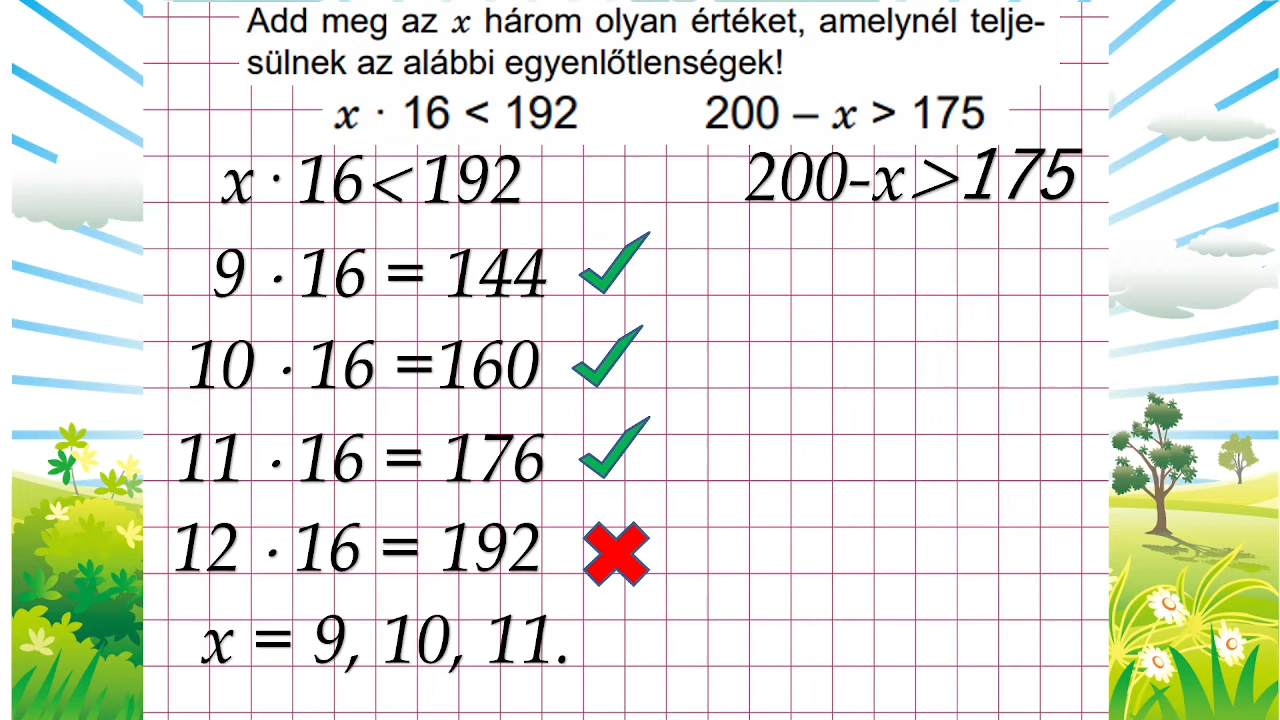 Add meg az x három olyan értéket, amelynél telje-
sülnek az alábbi egyenlőtlenségek!
x · 16 < 192
200 – x > 175
x · 16 < 192
200-x>175
9 · 16 = 144
10 · 16 =160
11 · 16 = 176
12 · 16 = 192
x = 9, 10, 11.